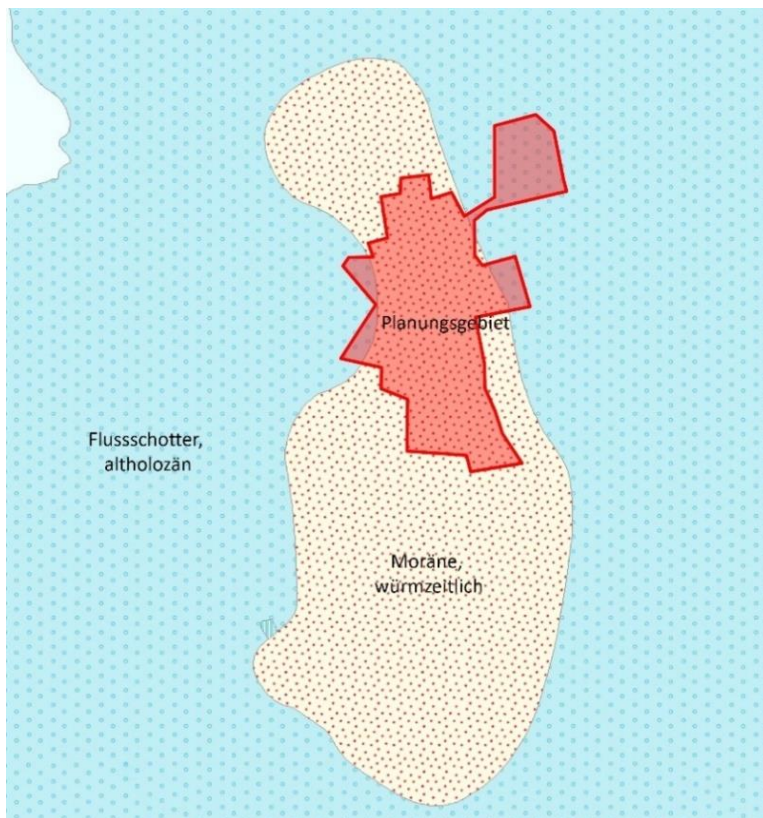 Planungsgebiet
Flussschotter,
altholozän
Moräne,
würmzeitlich